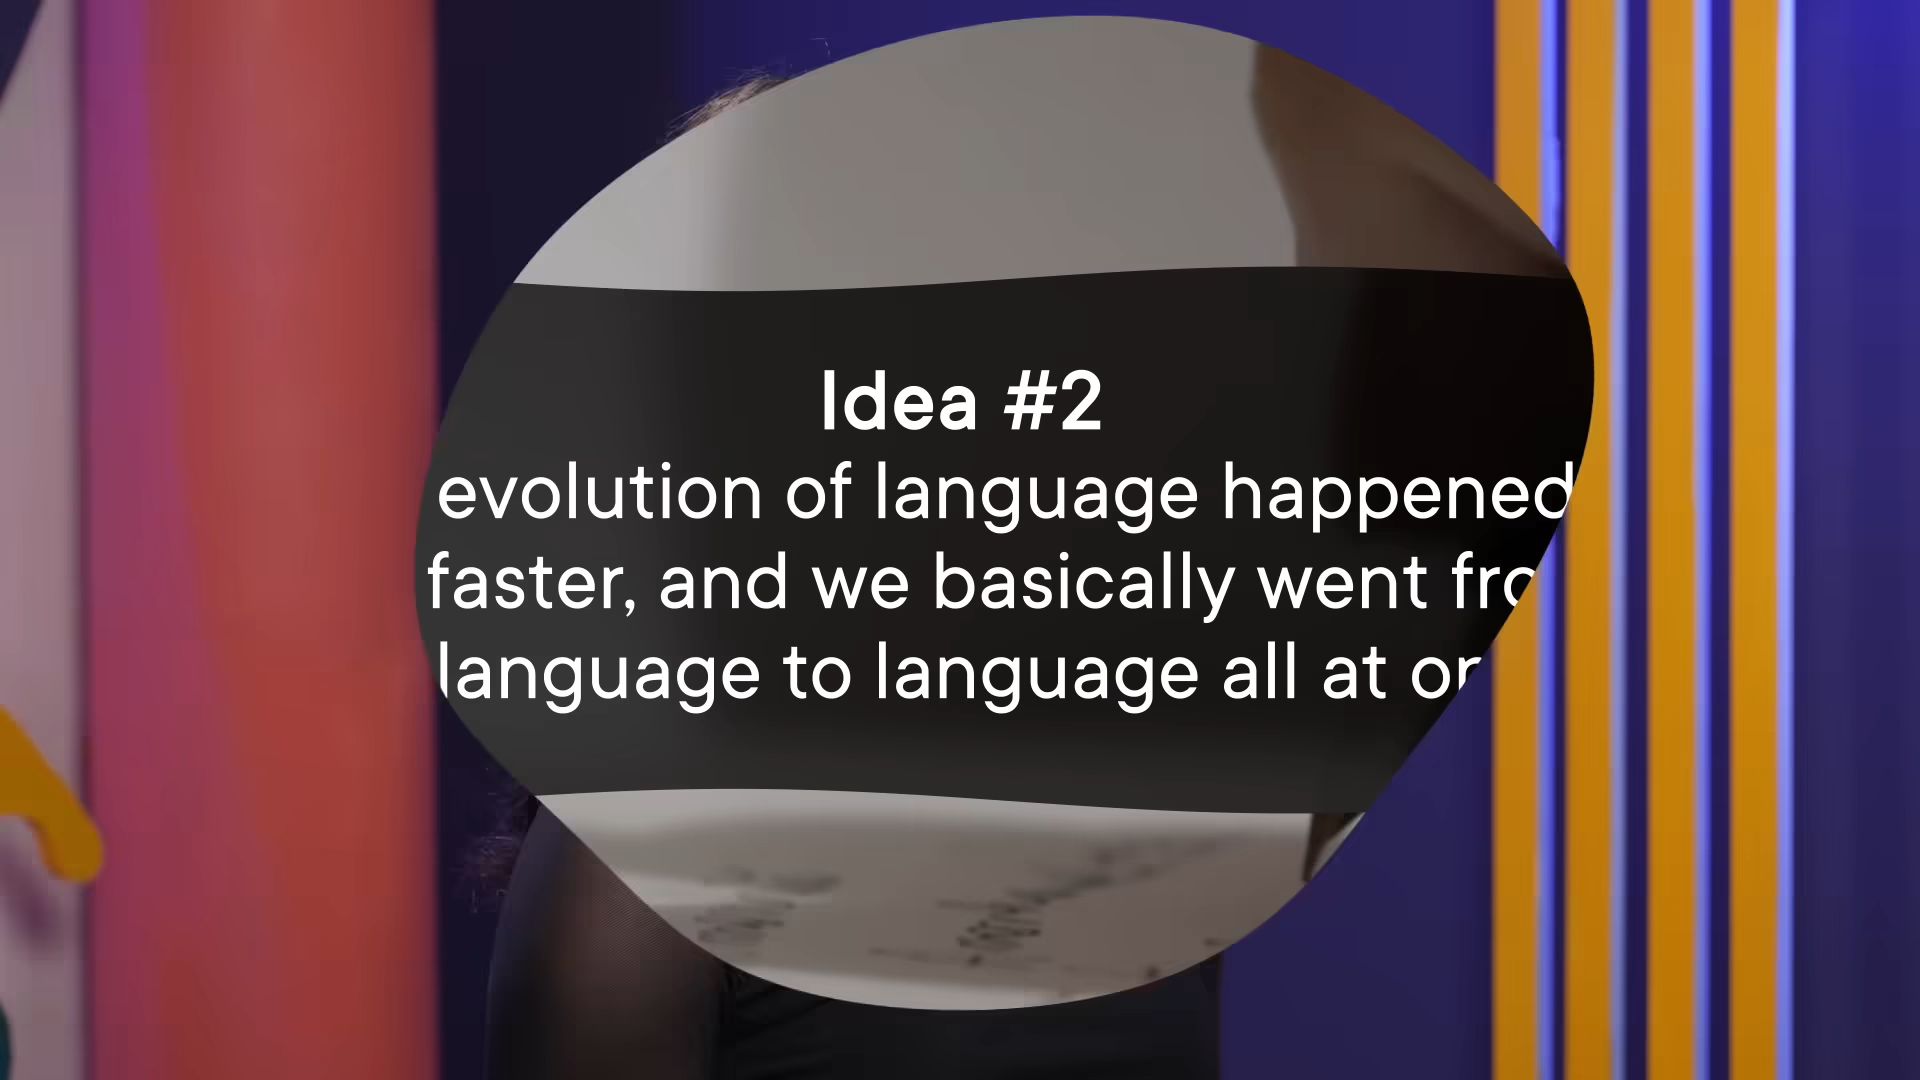 Idea #2
evolution of language happened
faster, and we basically went
language to language all at